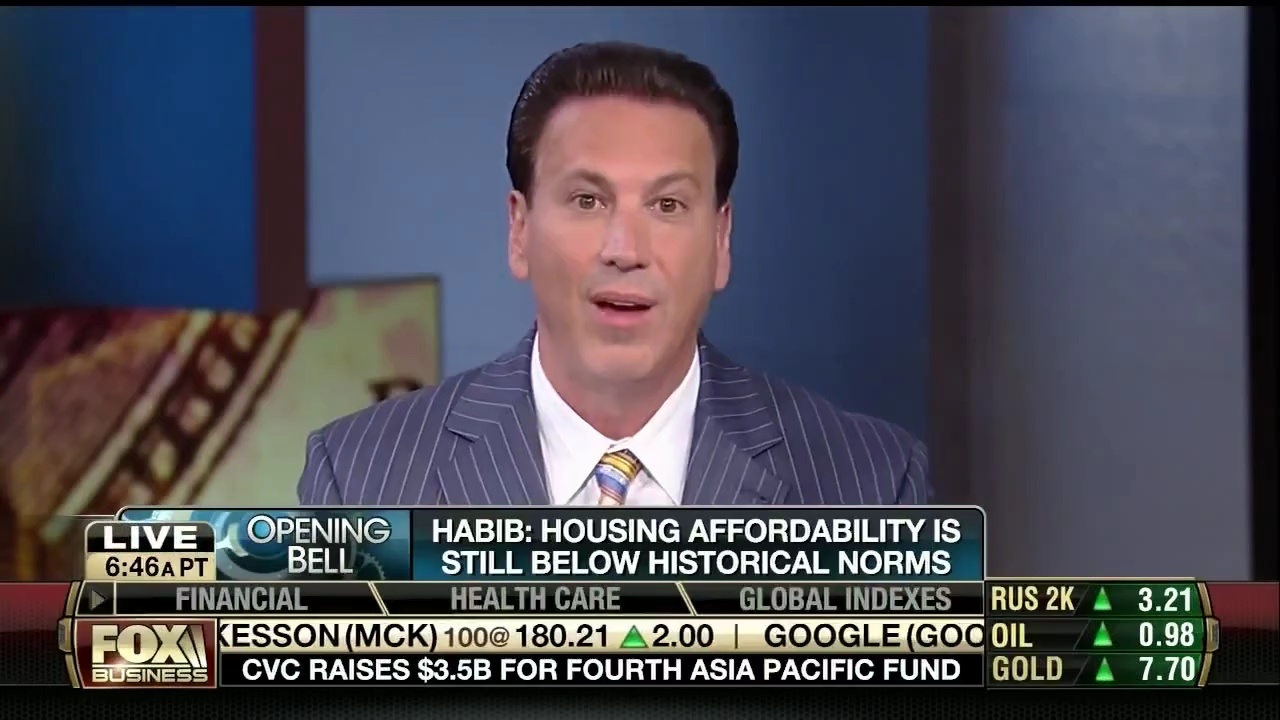 LIVE
6:46A PT
OPENING
BELL
HABIB: HOUSING AFFORDABILITY IS
STILL BELOW HISTORICAL NORMS
FINANCIAL
HEALTH CARE
GLOBAL INDEXES
FOX
BUSINESS
KESSON (MCK) 100@ 180.21 ▲ 2.00 | GOOGLE (GOO
CVC RAISES $3.5B FOR FOURTH ASIA PACIFIC FUND
RUS 2K ▲ 3.21
OIL ▲ 0.98
GOLD ▲ 7.70